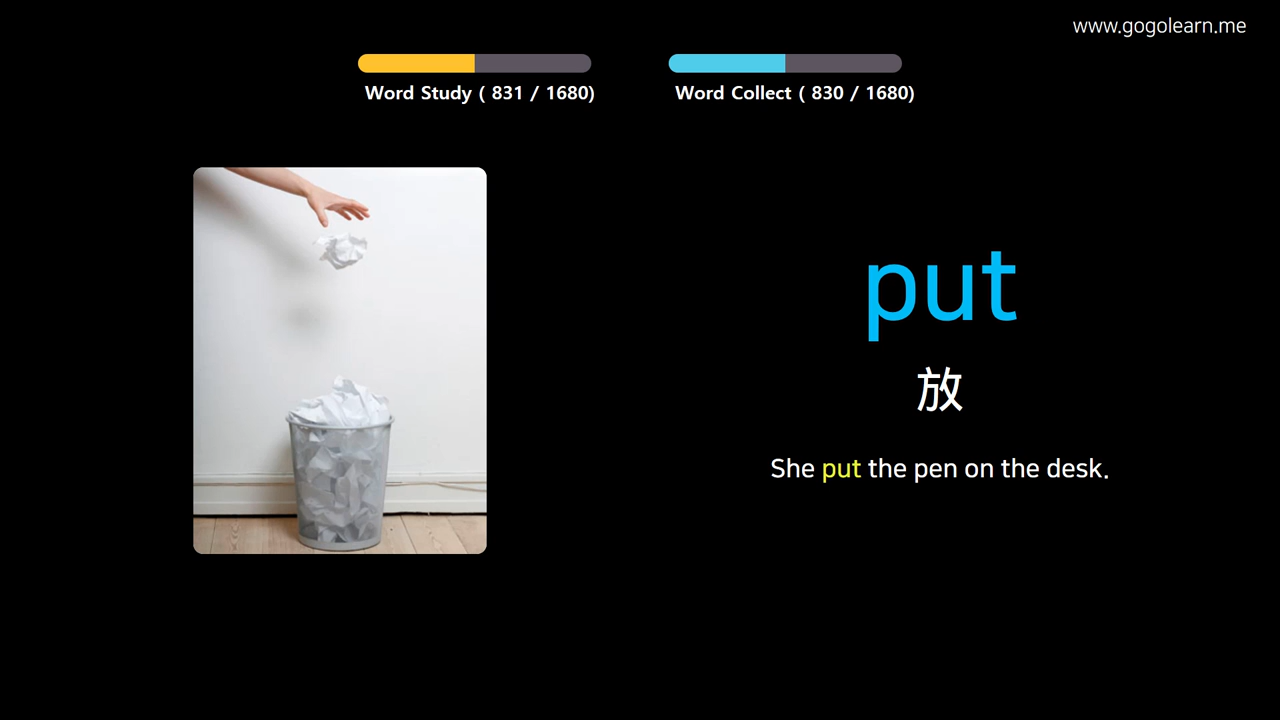 www.gogolearn.me
Word Study ( 831 / 1680)
Word Collect ( 830 / 1680)
put
放
She put the pen on the desk.